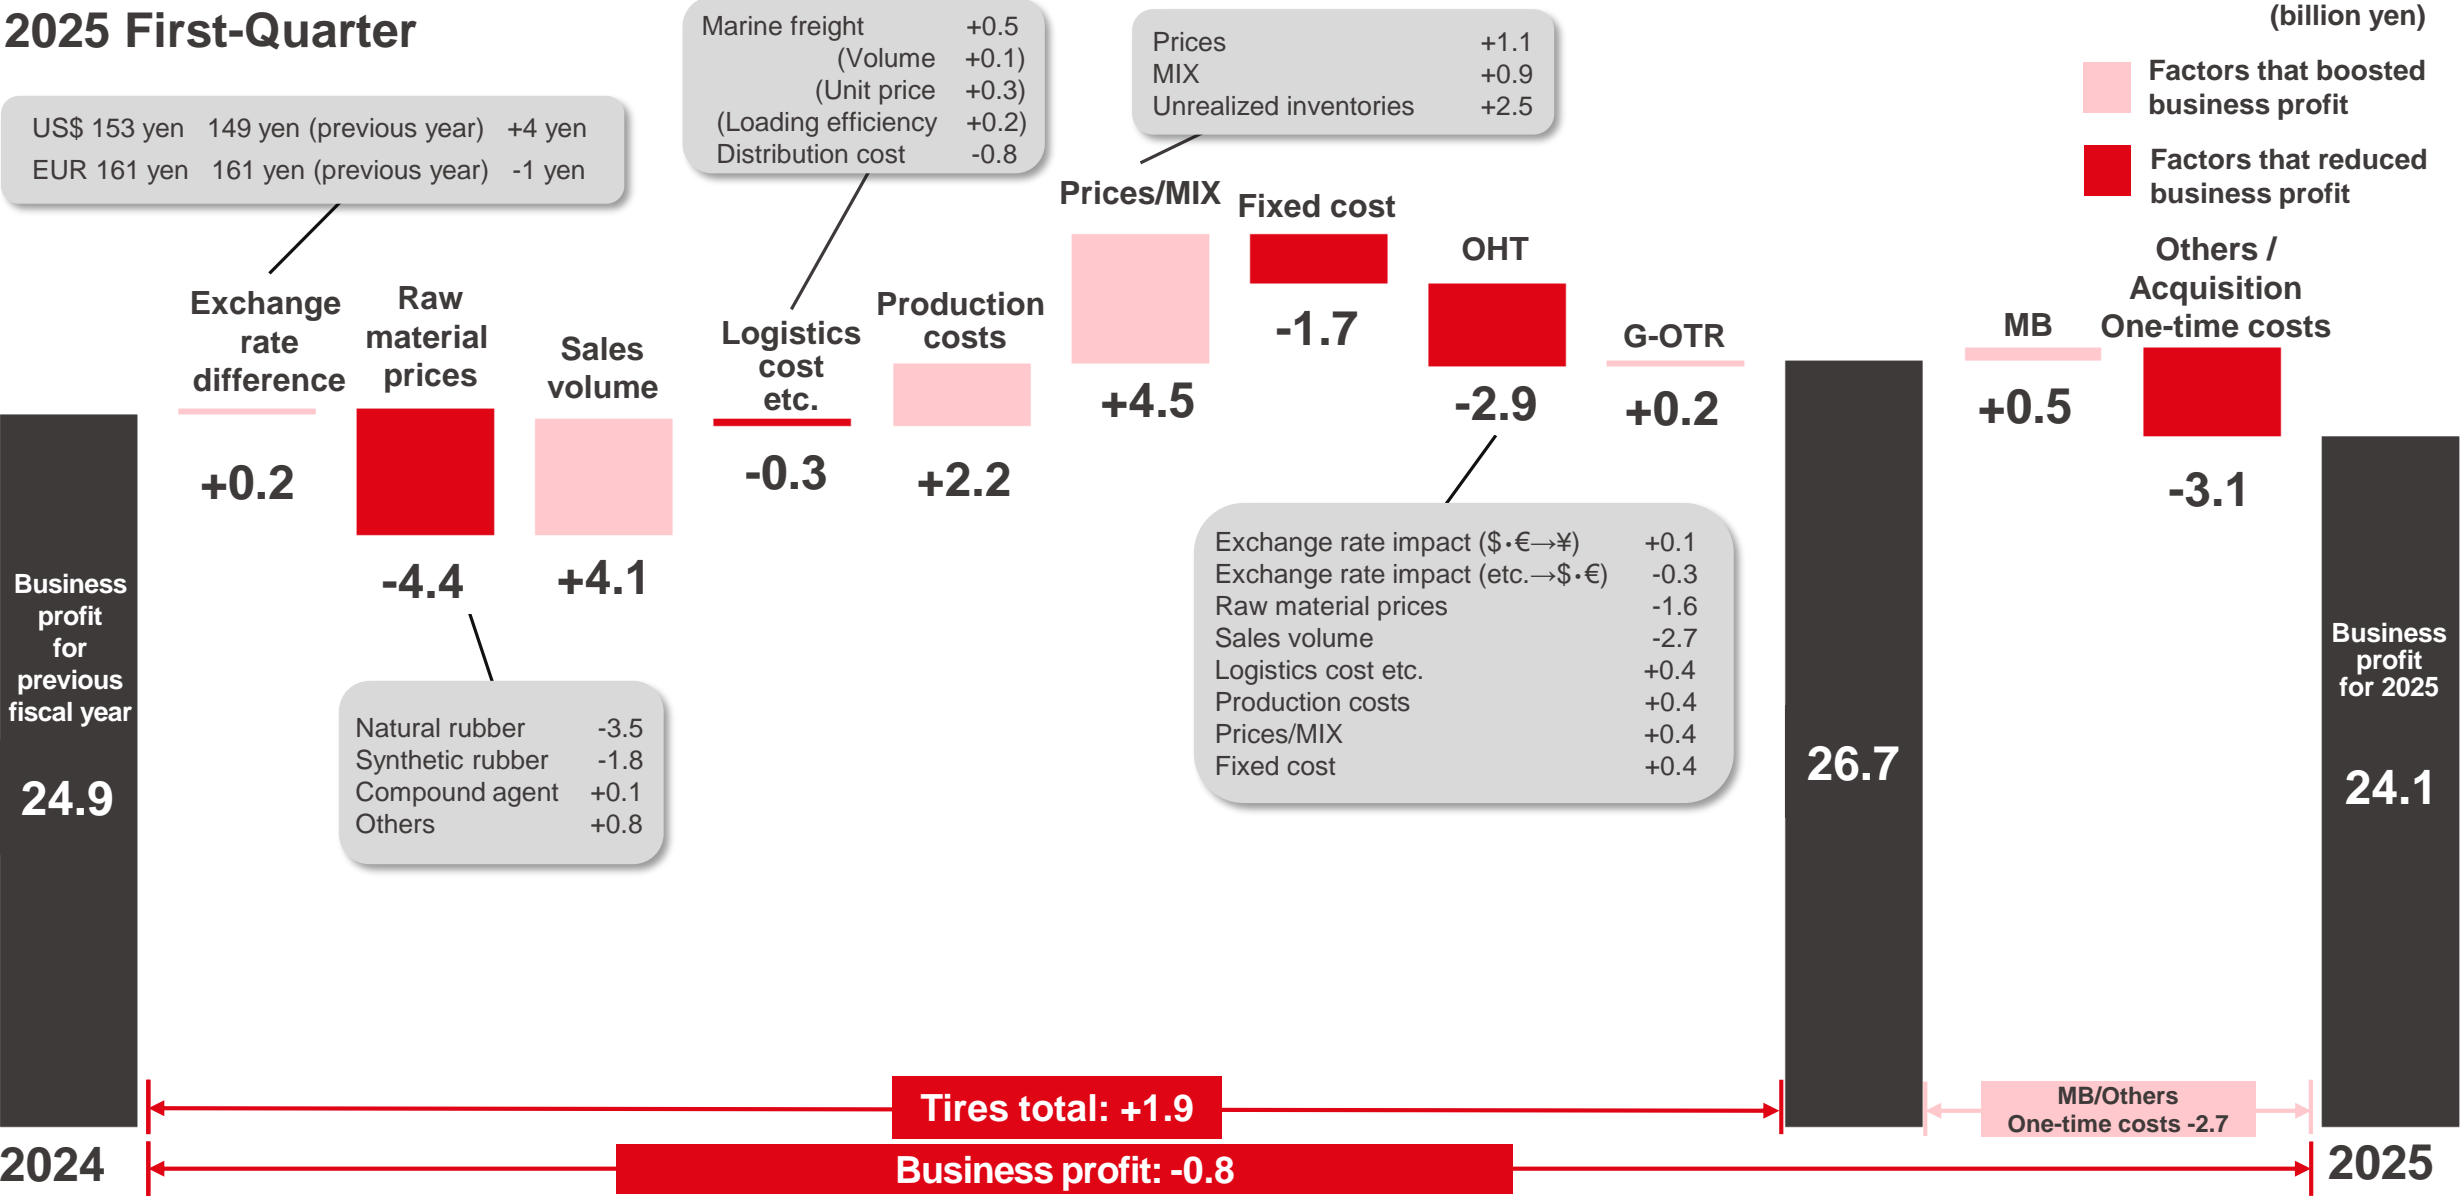 2025 First-Quarter
(billion yen)
Factors that boosted
business profit
Factors that reduced
business profit
US$ 153 yen 149 yen (previous year) +4 yen
EUR 161 yen 161 yen (previous year) -1 yen
Marine freight +0.5
(Volume +0.1)
(Unit price +0.3)
(Loading efficiency +0.2)
Distribution cost -0.8
Prices +1.1
MIX +0.9
Unrealized inventories +2.5
Business
profit
for
previous
fiscal year
24.9
Exchange
rate
difference
+0.2
Raw
material
prices
-4.4
Natural rubber -3.5
Synthetic rubber -1.8
Compound agent +0.1
Others +0.8
Sales
volume
+4.1
Logistics
cost
etc.
-0.3
Production
costs
+2.2
Prices/MIX
+4.5
Fixed cost
-1.7
OHT
-2.9
Exchange rate impact ($・€→¥) +0.1
Exchange rate impact (etc.→$・€) -0.3
Raw material prices -1.6
Sales volume -2.7
Logistics cost etc. +0.4
Production costs +0.4
Prices/MIX +0.4
Fixed cost +0.4
G-OTR
+0.2
26.7
MB
+0.5
Others /
Acquisition
One-time costs
-3.1
Business
profit
for 2025
24.1
Tires total: +1.9
MB/Others
One-time costs -2.7
2024
Business profit: -0.8
2025